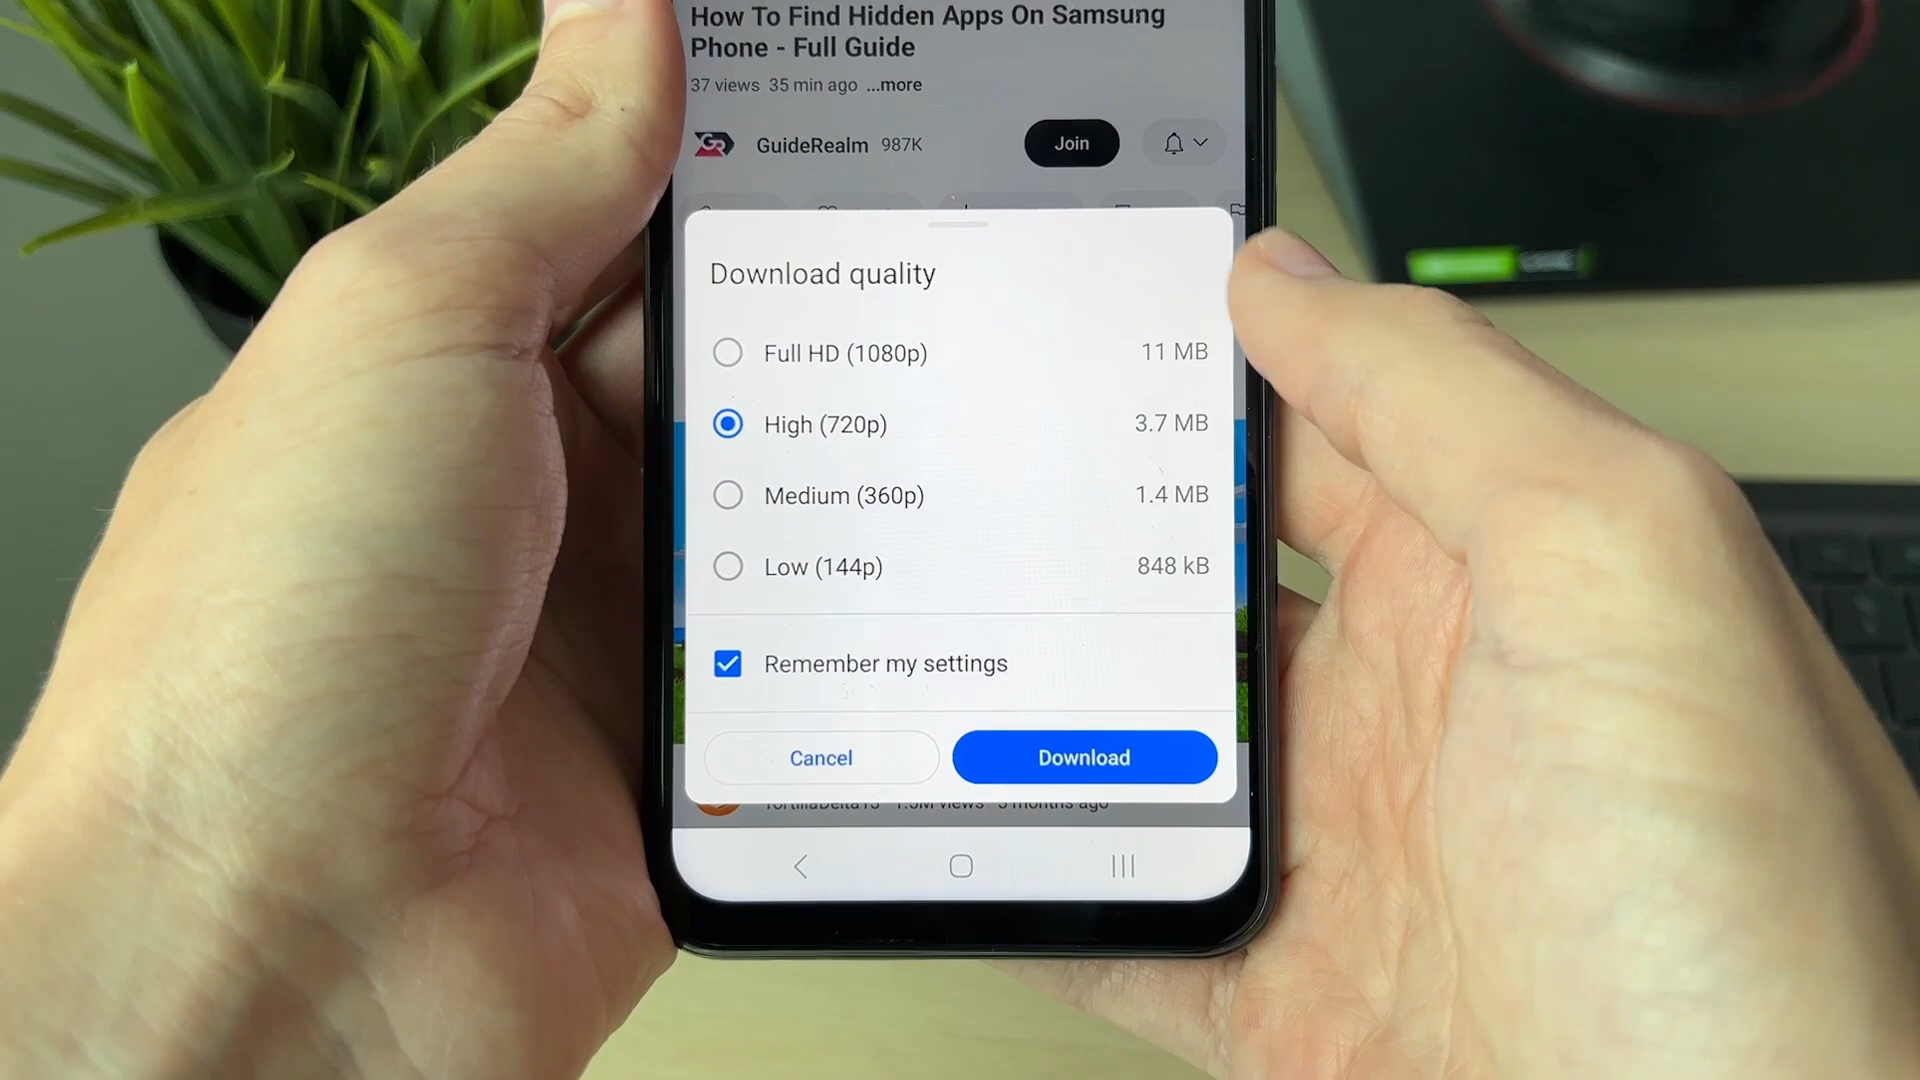 How To Find Hidden Apps On Samsung
Phone - Full Guide
37 views 35 min ago ...more
GR GuideRealm 987K Join
Download quality
Full HD (1080p) 11 MB
High (720p) 3.7 MB
Medium (360p) 1.4 MB
Low (144p) 848 kB
Remember my settings
Cancel Download